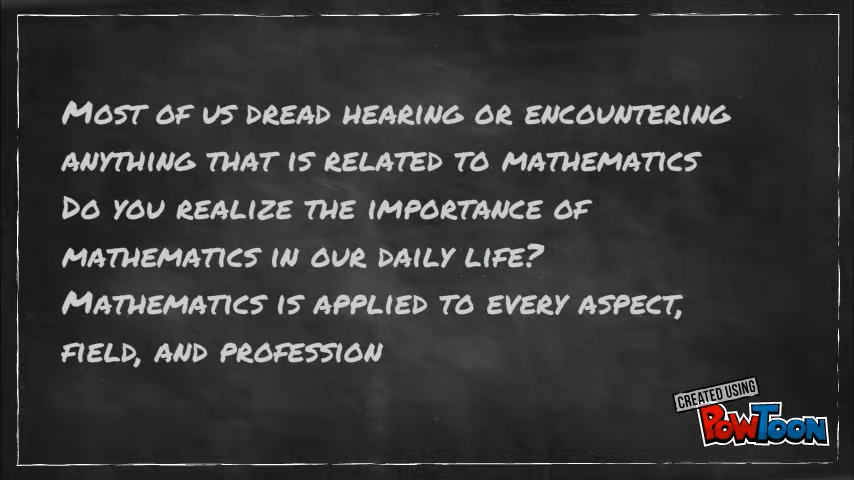 Most of us dread hearing or encountering
anything that is related to mathematics
Do you realize the importance of
mathematics in our daily life?
Mathematics is applied to every aspect,
field, and profession
CREATED USING
POWTOON